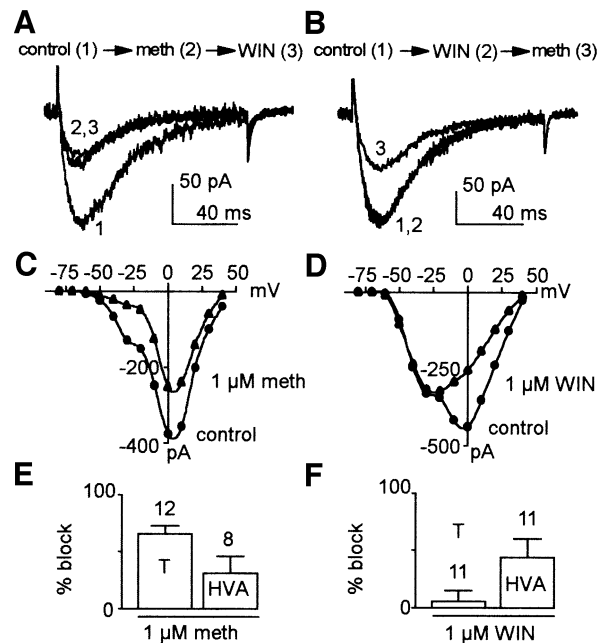 A
B
control (1) → meth (2) → WIN (3)
control (1) → WIN (2) → meth (3)
2,3
1
50 pA
40 ms
3
1,2
50 pA
40 ms
C
D
-75 -50 -25 0 25 50
mV
-200
1 µM meth
control
-400
pA
-75 -50 -25 0 25 50
mV
-250
1 µM WIN
control
-500
pA
E
F
100
% block
0
12
T
8
HVA
1 µM meth
100
% block
0
T
11
11
HVA
1 µM WIN